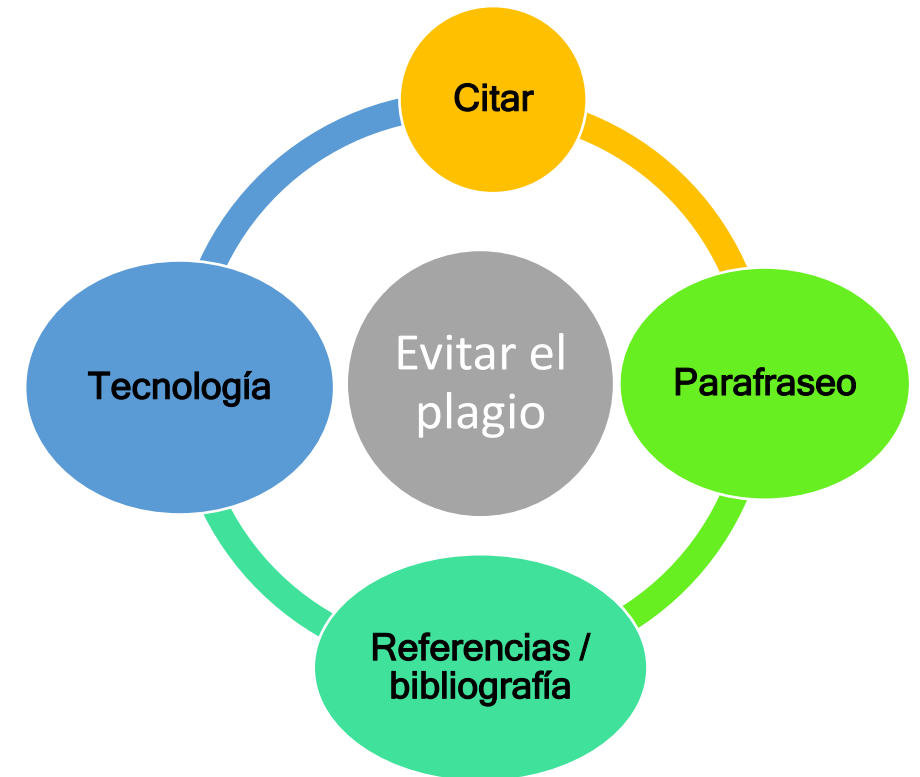 Citar
Tecnología
Evitar el
plagio
Parafraseo
Referencias /
bibliografía